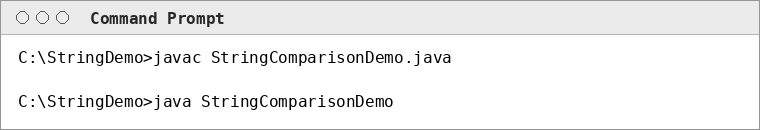 Command Prompt
C:\StringDemo>javac StringComparisonDemo.java
C:\StringDemo>java StringComparisonDemo